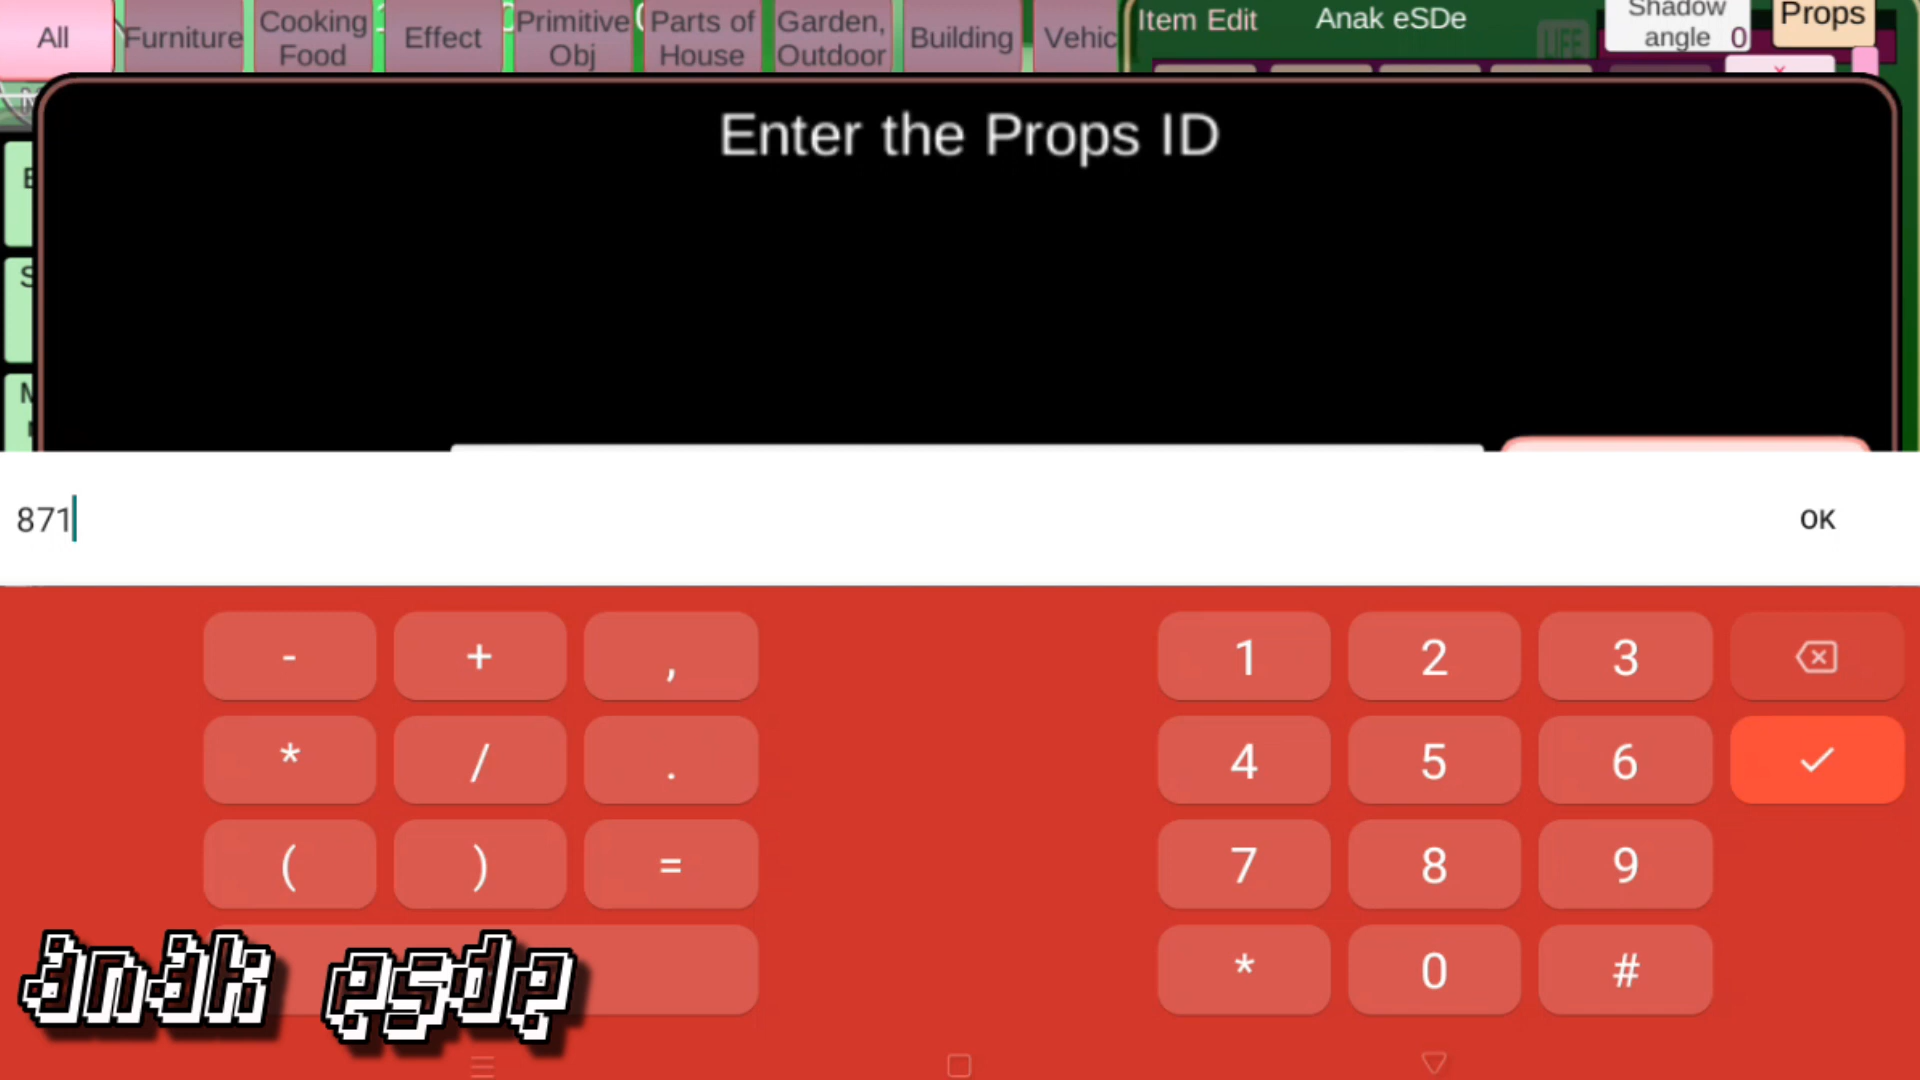 All
Furniture
Cooking
Food
Effect
Primitive
Obj
Parts of
House
Garden,
Outdoor
Building
Vehic
Item Edit
Anak eSDe
LIFE
Shadow
angle 0
Props
Enter the Props ID
871
OK
- + , 1 2 3
* / . 4 5 6
( ) = 7 8 9
* 0 #
anak esde